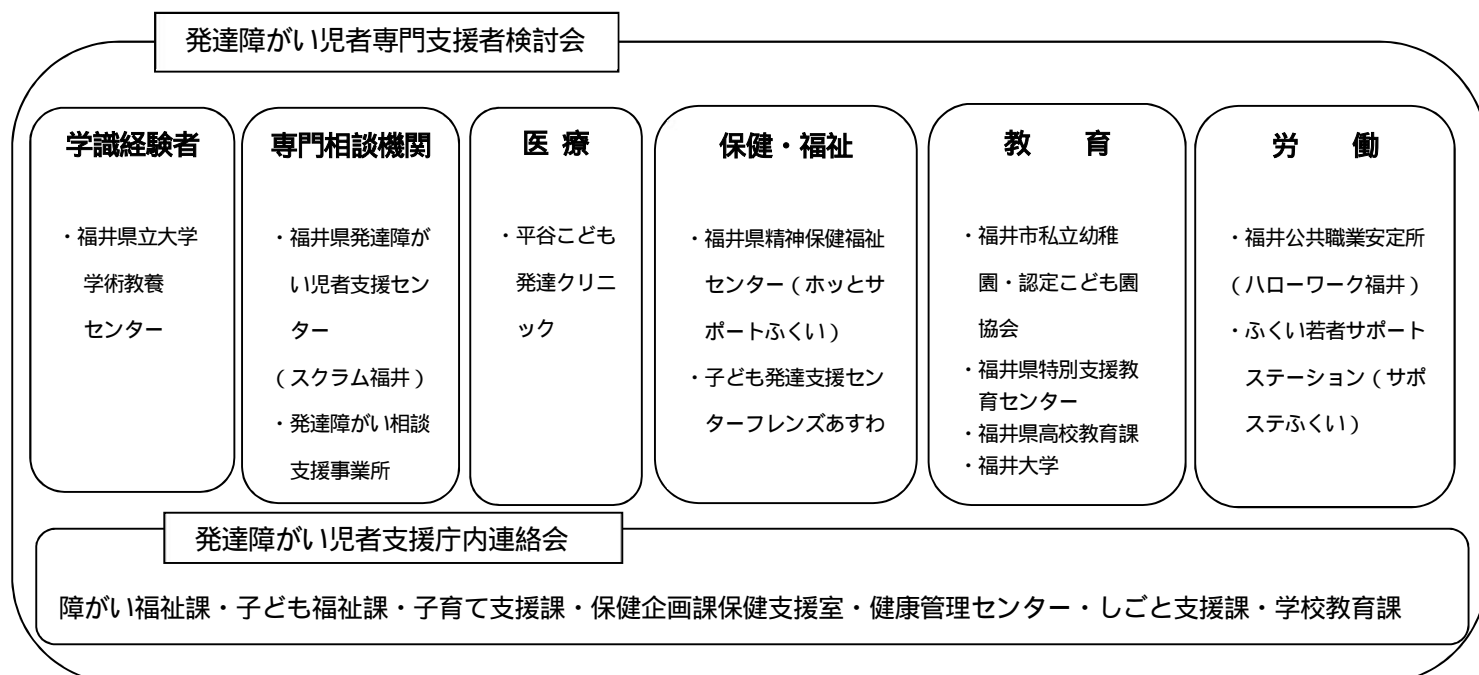 発達障がい児者専門支援者検討会
学識経験者
・福井県立大学
学術教養
センター
専門相談機関
・福井県発達障が
い児者支援セン
ター
(スクラム福井)
・発達障がい相談
支援事業所
医 療
・平谷こども
発達クリニ
ック
保健・福祉
・福井県精神保健福祉
センター(ホッとサ
ポートふくい)
・子ども発達支援セン
ターフレンズあすわ
教 育
・福井市私立幼稚
園・認定こども園
協会
・福井県特別支援教
育センター
・福井県高校教育課
・福井大学
労 働
・福井公共職業安定所
(ハローワーク福井)
・ふくい若者サポート
ステーション(サポ
ステふくい)
発達障がい児者支援庁内連絡会
障がい福祉課・子ども福祉課・子育て支援課・保健企画課保健支援室・健康管理センター・しごと支援課・学校教育課